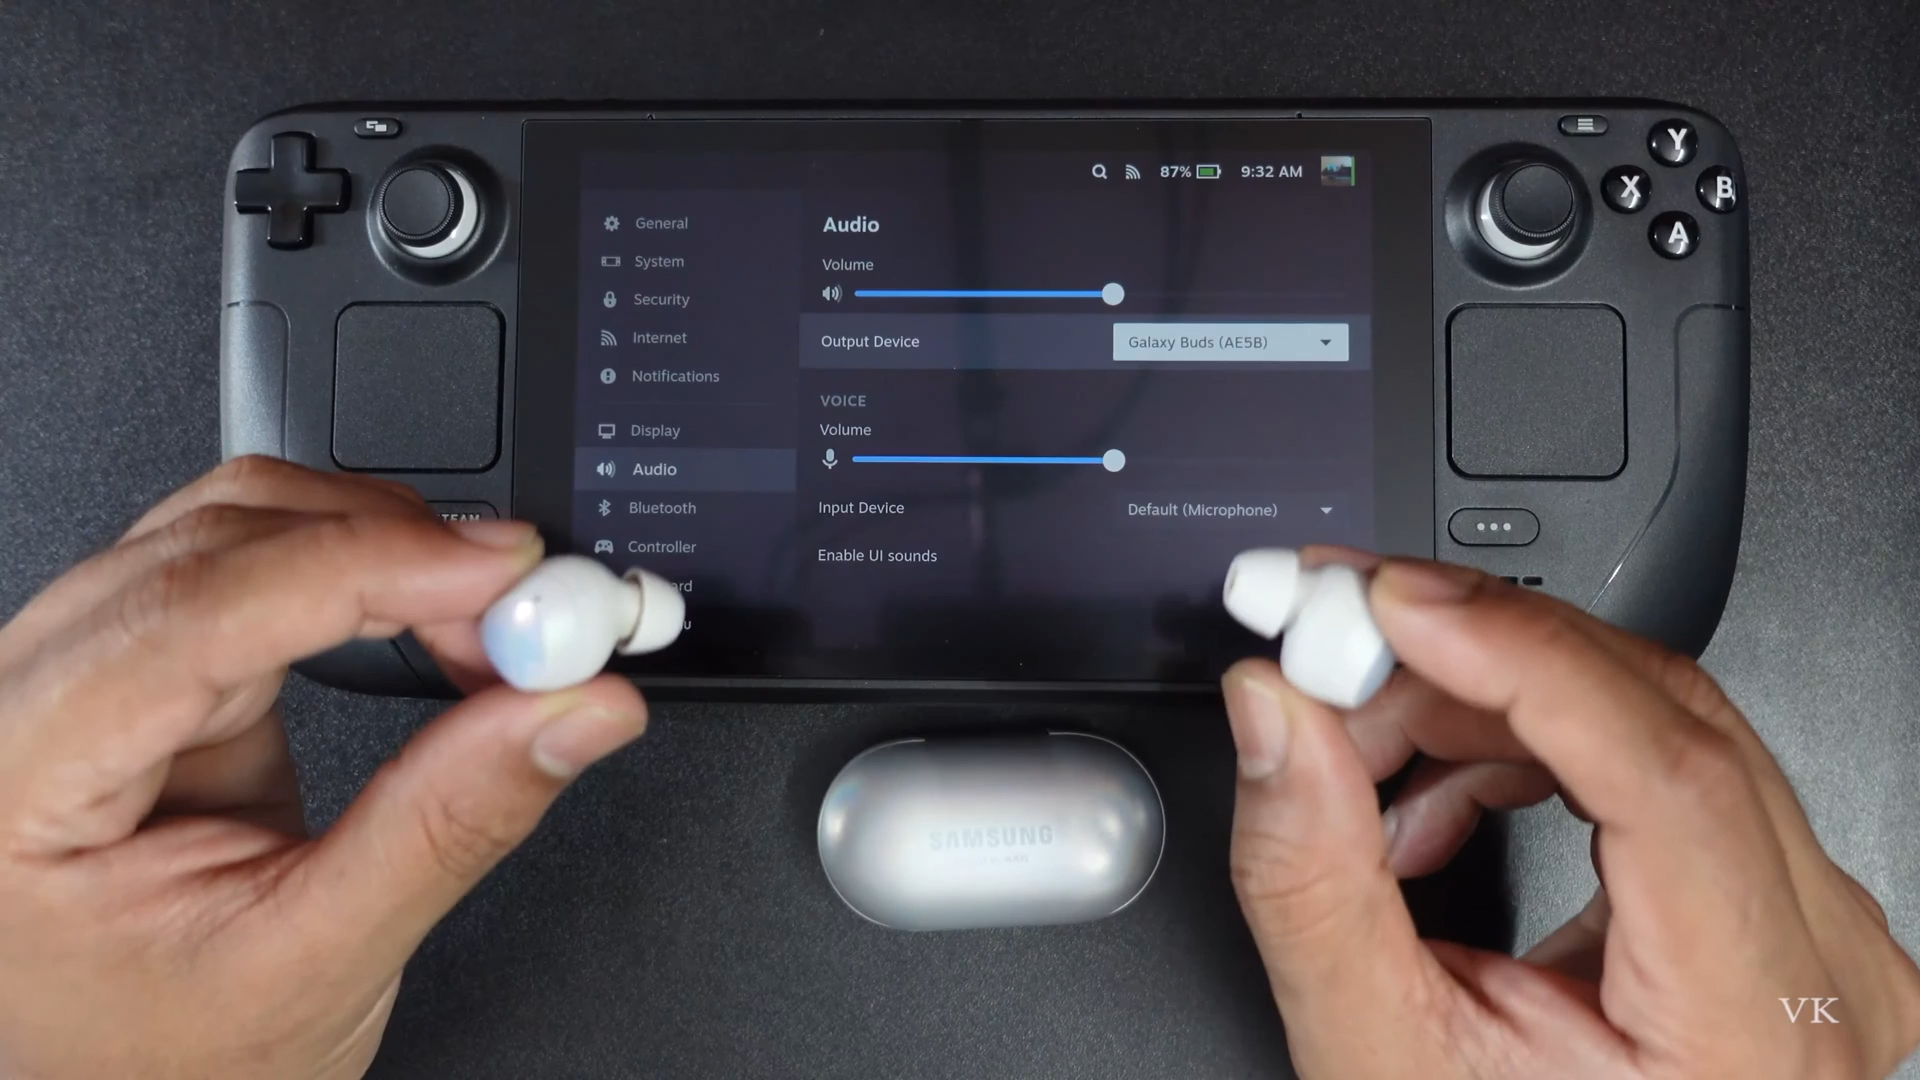 87% 9:32 AM
General
System
Security
Internet
Notifications
Display
Audio
Bluetooth
Controller
Audio
Volume
Output Device Galaxy Buds (AE5B)
VOICE
Volume
Input Device Default (Microphone)
Enable UI sounds
Y
X
B
A
STEAM
SAMSUNG
VK